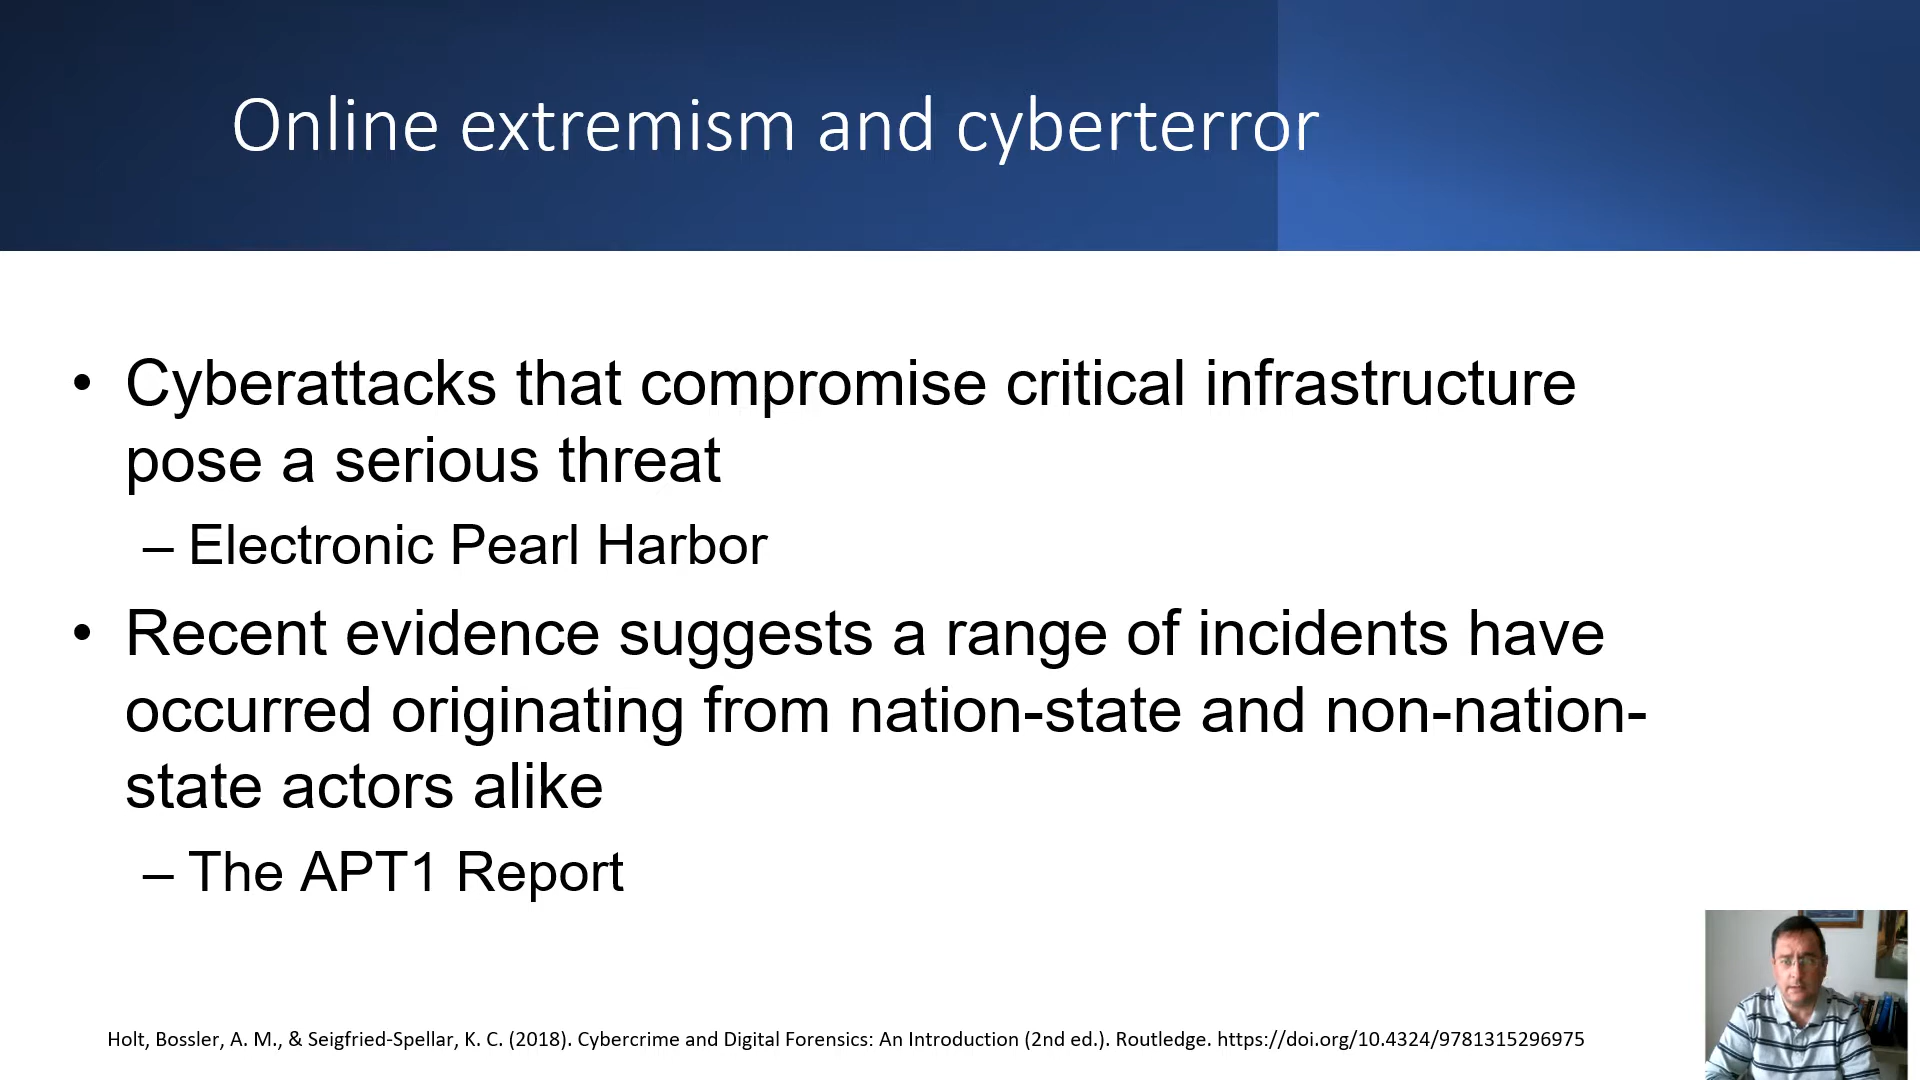 Online extremism and cyberterror
• Cyberattacks that compromise critical infrastructure
pose a serious threat
– Electronic Pearl Harbor
• Recent evidence suggests a range of incidents have
occurred originating from nation-state and non-nation-
state actors alike
– The APT1 Report
Holt, Bossler, A. M., & Seigfried-Spellar, K. C. (2018). Cybercrime and Digital Forensics: An Introduction (2nd ed.). Routledge. https://doi.org/10.4324/9781315296975